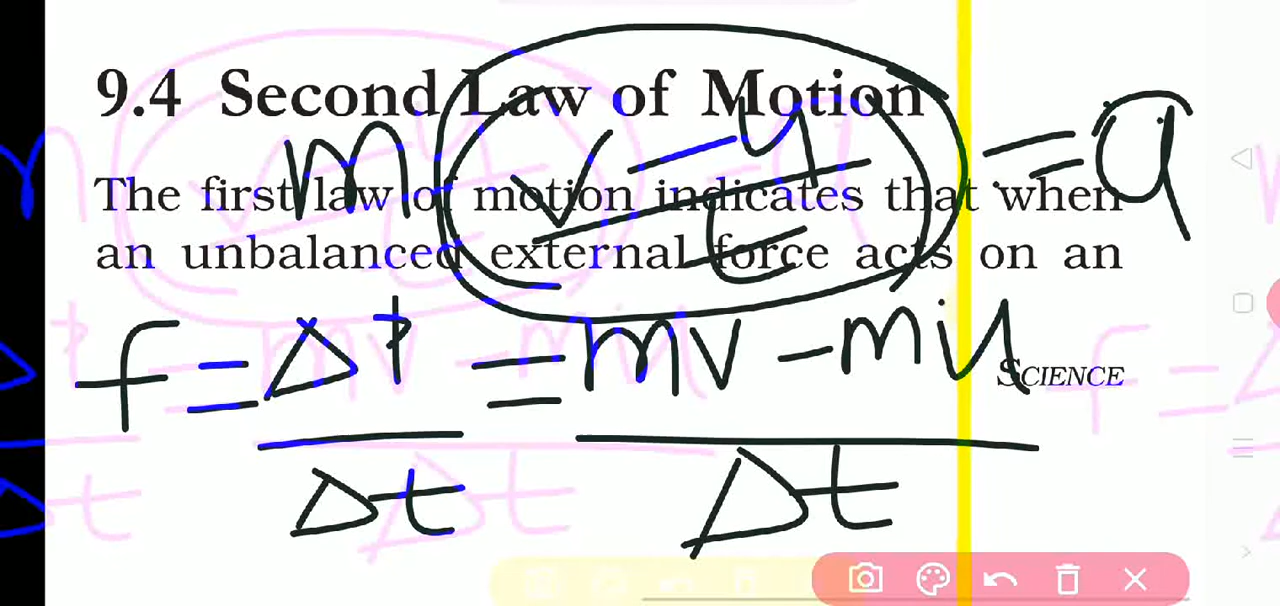 9.4 Second Law of Motion
m (v - u / t) = a
The first law of motion indicates that when
an unbalanced external force acts on an
f = Δp / Δt = mv - mu / Δt
SCIENCE